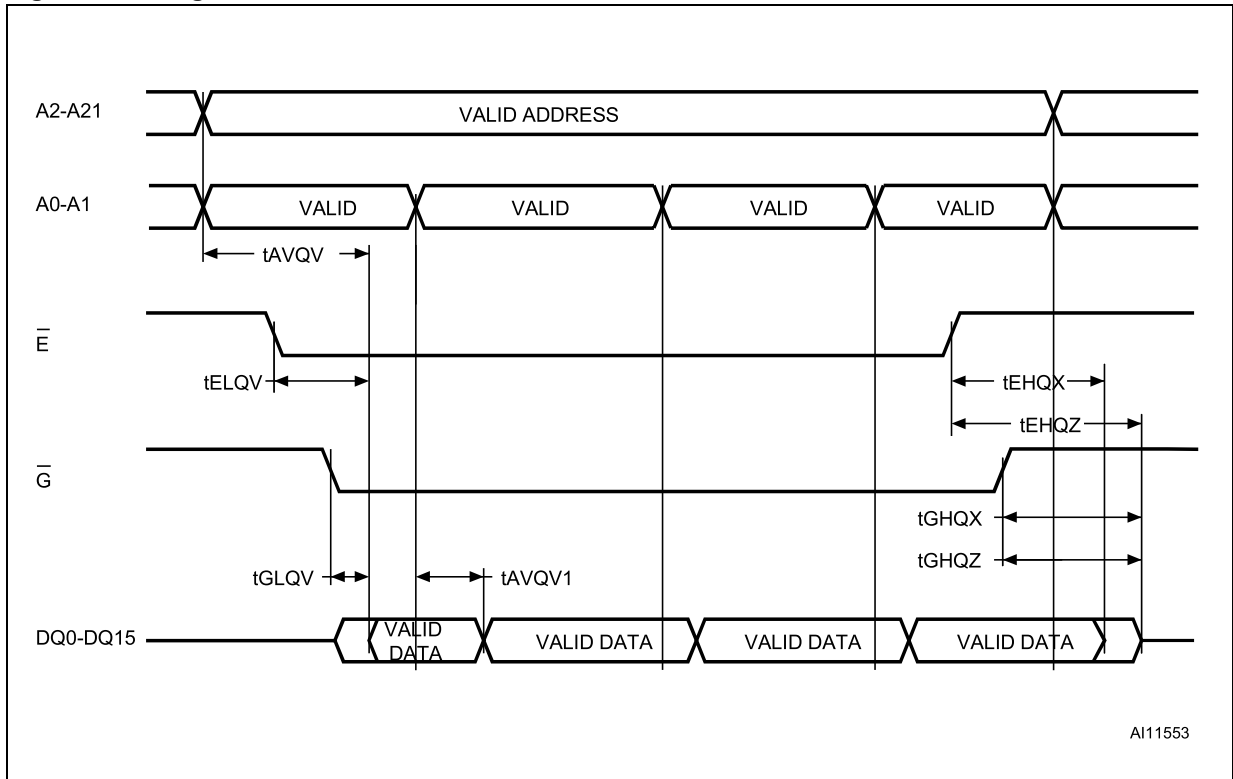 A2-A21
VALID ADDRESS
A0-A1
VALID
VALID
VALID
VALID
tAVQV
E
tELQV
tEHQX
tEHQZ
G
tGHQX
tGHQZ
tGLQV
tAVQV1
DQ0-DQ15
VALID
DATA
VALID DATA
VALID DATA
VALID DATA
AI11553